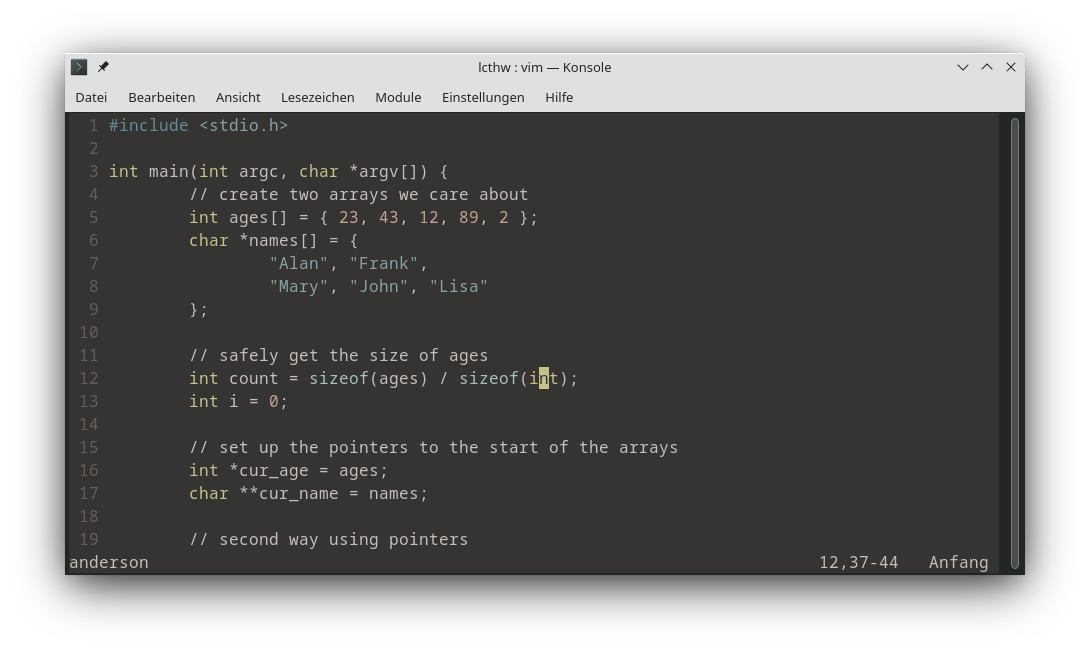 lcthw : vim — Konsole
Datei Bearbeiten Ansicht Lesezeichen Module Einstellungen Hilfe
1 #include <stdio.h>
2
3 int main(int argc, char *argv[]) {
4         // create two arrays we care about
5         int ages[] = { 23, 43, 12, 89, 2 };
6         char *names[] = {
7                 "Alan", "Frank",
8                 "Mary", "John", "Lisa"
9         };
10
11         // safely get the size of ages
12         int count = sizeof(ages) / sizeof(int);
13         int i = 0;
14
15         // set up the pointers to the start of the arrays
16         int *cur_age = ages;
17         char **cur_name = names;
18
19         // second way using pointers
anderson 12,37-44 Anfang